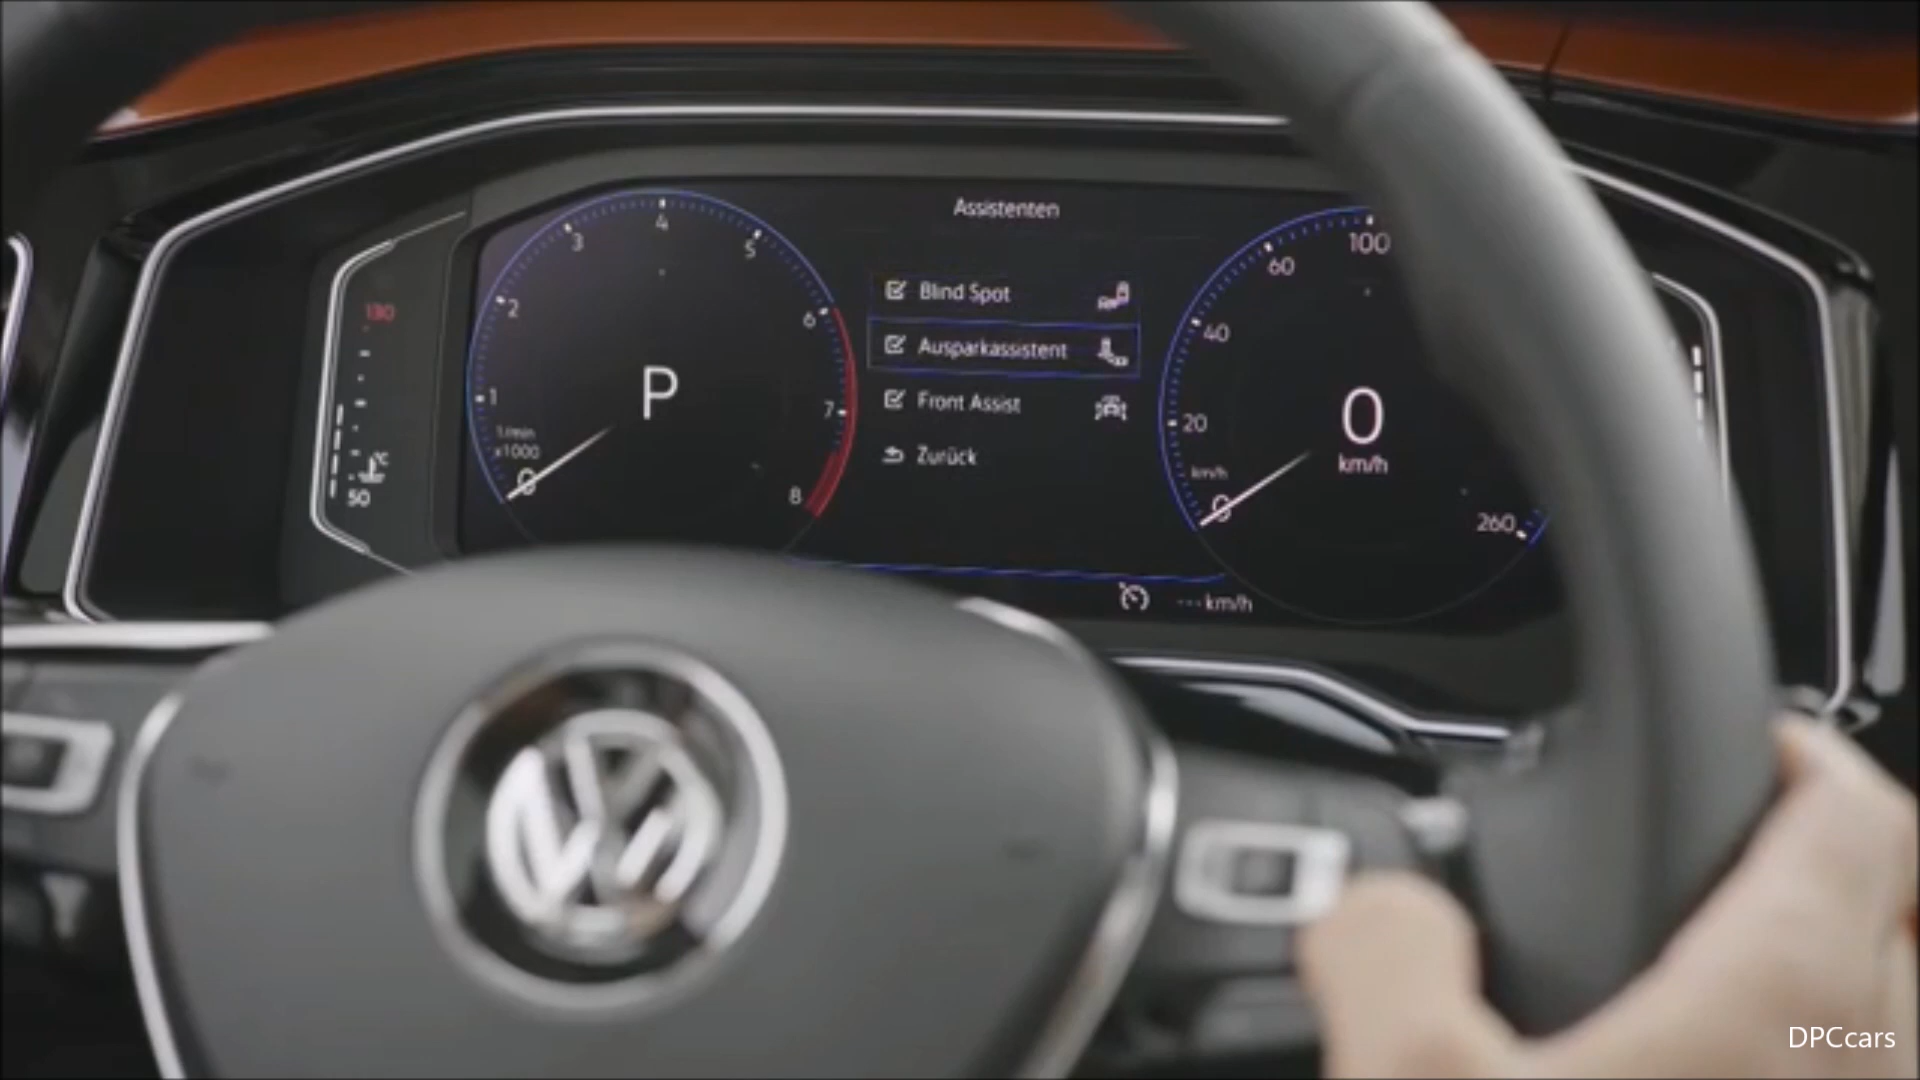 Assistenten
Blind Spot
Ausparkassistent
Front Assist
Zurück
130
°C
50
0
1
2
3
4
5
6
7
8
1/min
x1000
P
0
20
40
60
100
260
km/h
0
km/h
--- km/h
DPCcars